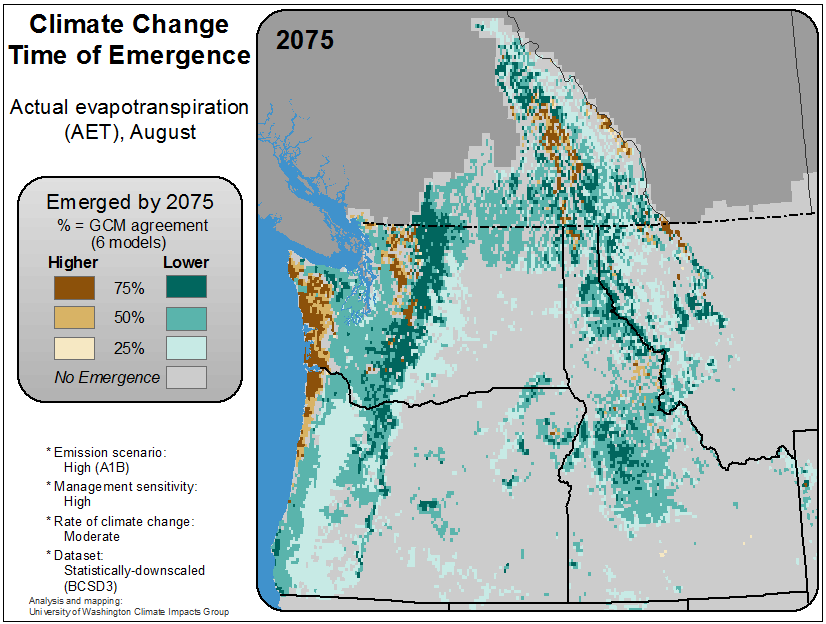 Climate Change
Time of Emergence
Actual evapotranspiration
(AET), August
Emerged by 2075
% = GCM agreement
(6 models)
Higher Lower
75%
50%
25%
No Emergence
* Emission scenario:
High (A1B)
* Management sensitivity:
High
* Rate of climate change:
Moderate
* Dataset:
Statistically-downscaled
(BCSD3)
Analysis and mapping:
University of Washington Climate Impacts Group
2075